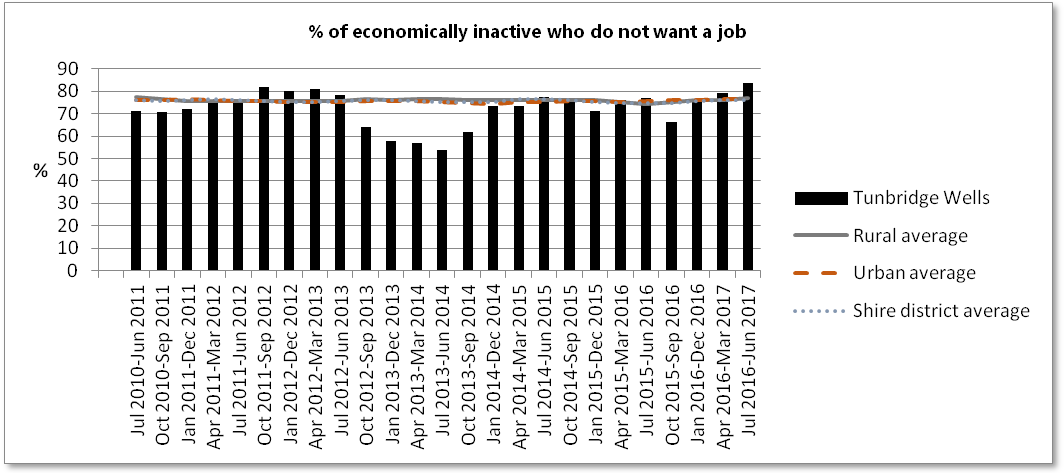 % of economically inactive who do not want a job
90
80
70
60
50
40
30
20
10
0
%
Jul 2010-Jun 2011
Oct 2010-Sep 2011
Jan 2011-Dec 2011
Apr 2011-Mar 2012
Jul 2011-Jun 2012
Oct 2011-Sep 2012
Jan 2012-Dec 2012
Apr 2012-Mar 2013
Jul 2012-Jun 2013
Oct 2012-Sep 2013
Jan 2013-Dec 2013
Apr 2013-Mar 2014
Jul 2013-Jun 2014
Oct 2013-Sep 2014
Jan 2014-Dec 2014
Apr 2014-Mar 2015
Jul 2014-Jun 2015
Oct 2014-Sep 2015
Jan 2015-Dec 2015
Apr 2015-Mar 2016
Jul 2015-Jun 2016
Oct 2015-Sep 2016
Jan 2016-Dec 2016
Apr 2016-Mar 2017
Jul 2016-Jun 2017
Tunbridge Wells
Rural average
Urban average
Shire district average